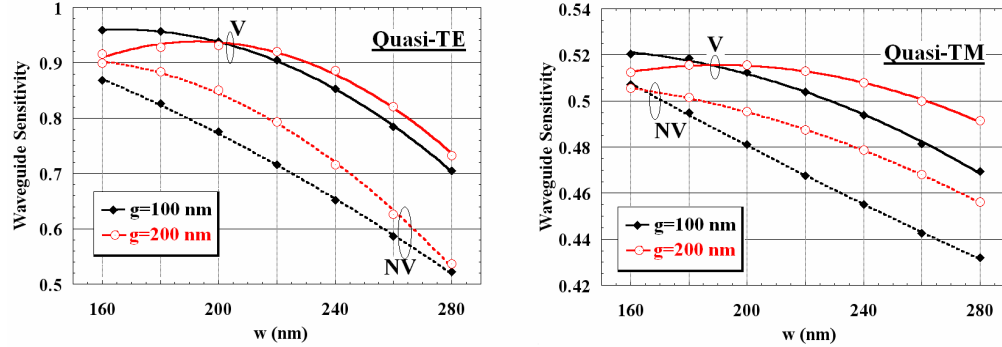 1
0.9
0.8
0.7
0.6
0.5
Waveguide Sensitivity
V
Quasi-TE
g=100 nm
g=200 nm
NV
160 200 240 280
w (nm)
0.54
0.52
0.5
0.48
0.46
0.44
0.42
Waveguide Sensitivity
V
Quasi-TM
NV
g=100 nm
g=200 nm
160 200 240 280
w (nm)